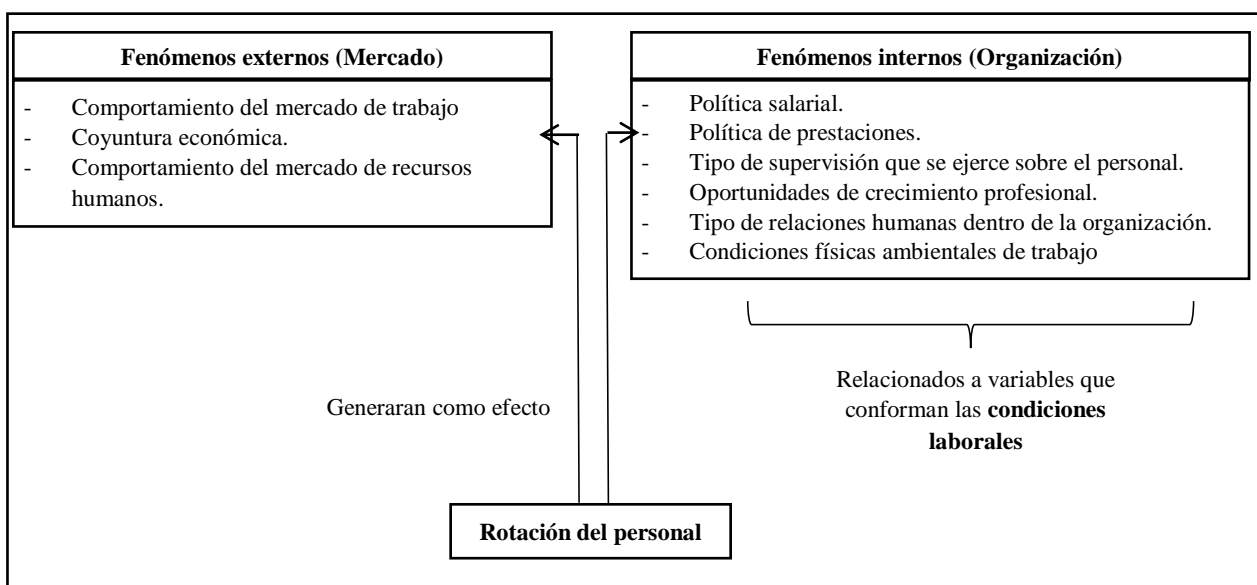 Fenómenos externos (Mercado)
- Comportamiento del mercado de trabajo
- Coyuntura económica.
- Comportamiento del mercado de recursos
humanos.
Fenómenos internos (Organización)
- Política salarial.
- Política de prestaciones.
- Tipo de supervisión que se ejerce sobre el personal.
- Oportunidades de crecimiento profesional.
- Tipo de relaciones humanas dentro de la organización.
- Condiciones físicas ambientales de trabajo
Relacionados a variables que
conforman las condiciones
laborales
Generaran como efecto
Rotación del personal